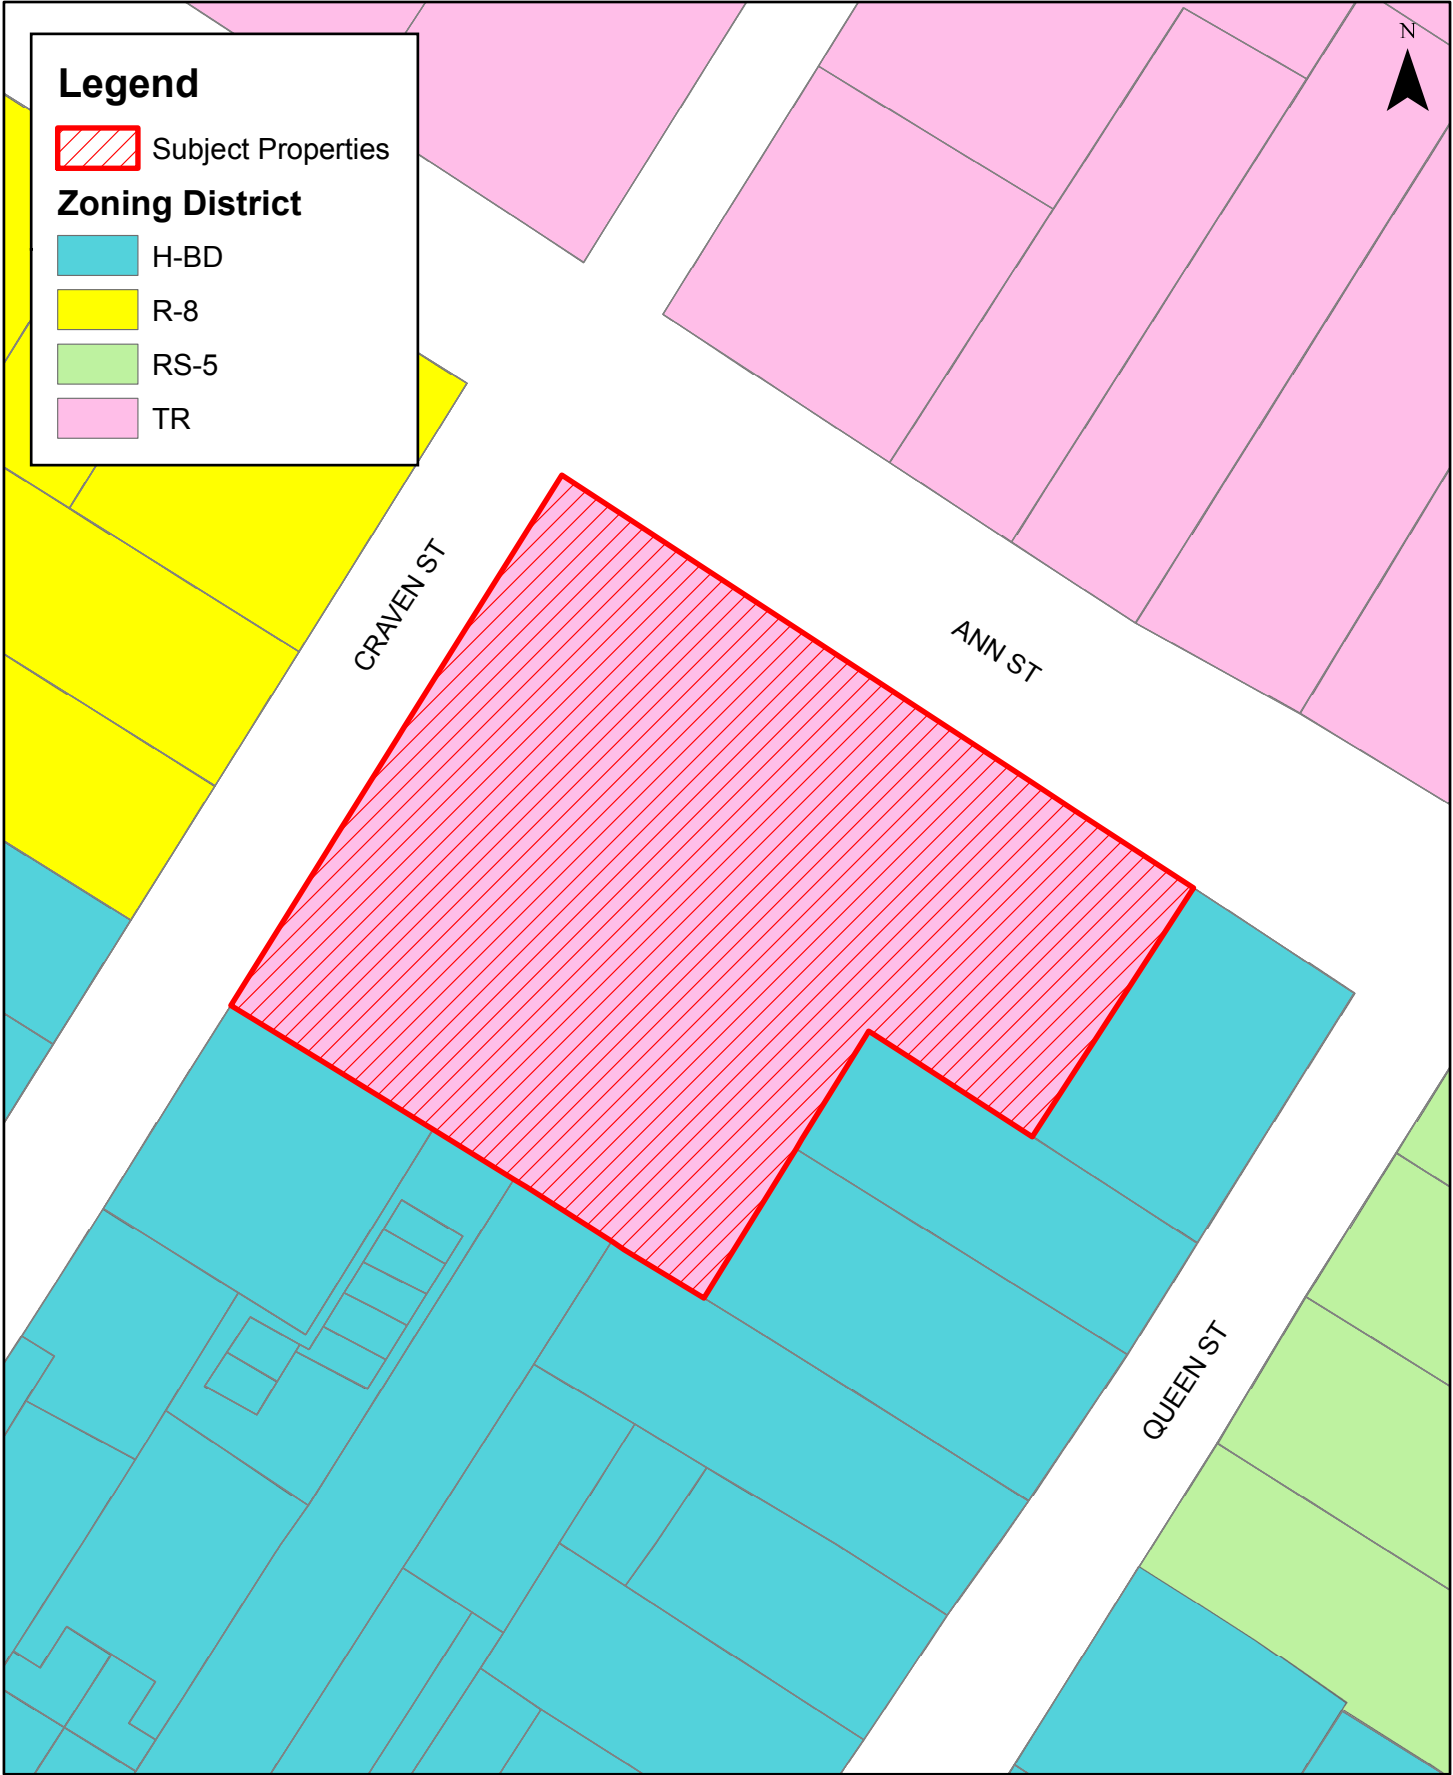 N
Legend
Subject Properties
Zoning District
H-BD
R-8
RS-5
TR
CRAVEN ST
ANN ST
QUEEN ST